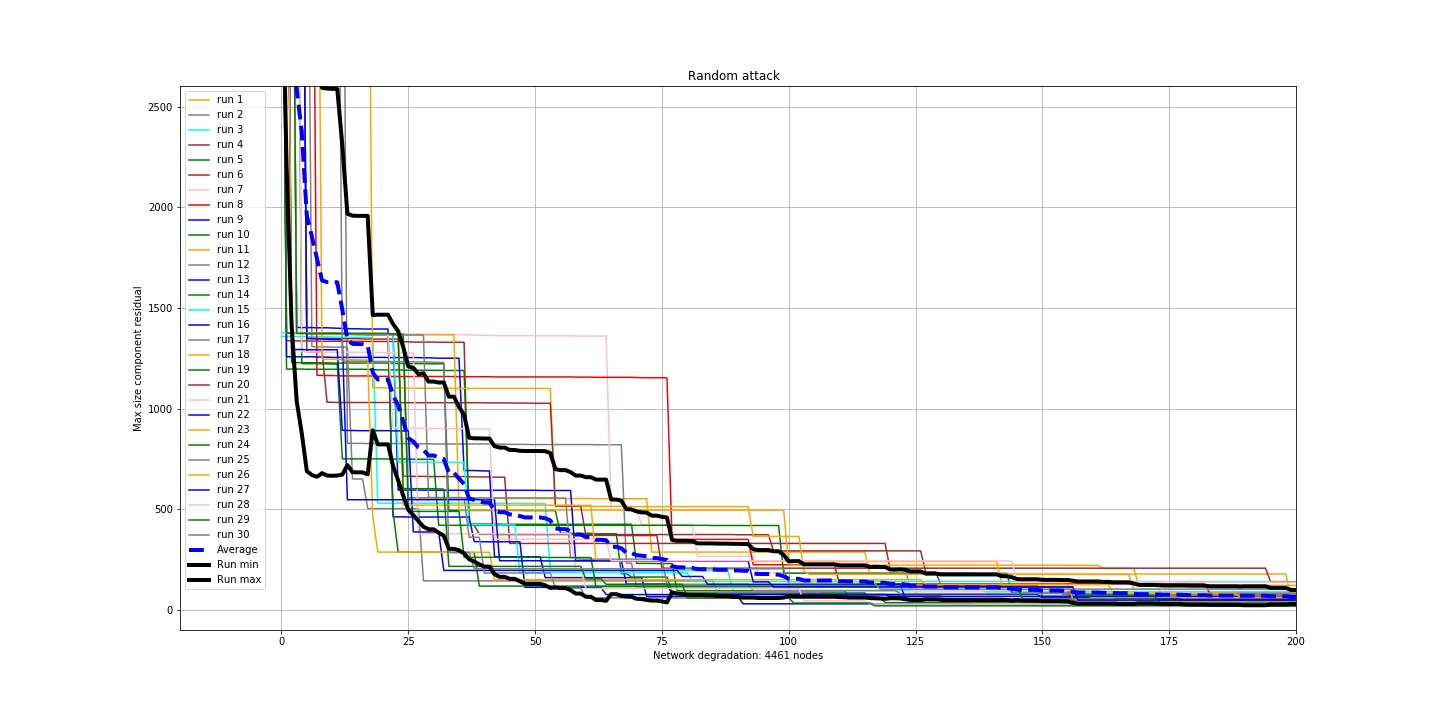 Random attack
Max size component residual
2500
2000
1500
1000
500
0
run 1
run 2
run 3
run 4
run 5
run 6
run 7
run 8
run 9
run 10
run 11
run 12
run 13
run 14
run 15
run 16
run 17
run 18
run 19
run 20
run 21
run 22
run 23
run 24
run 25
run 26
run 27
run 28
run 29
run 30
Average
Run min
Run max
0 25 50 75 100 125 150 175 200
Network degradation: 4461 nodes